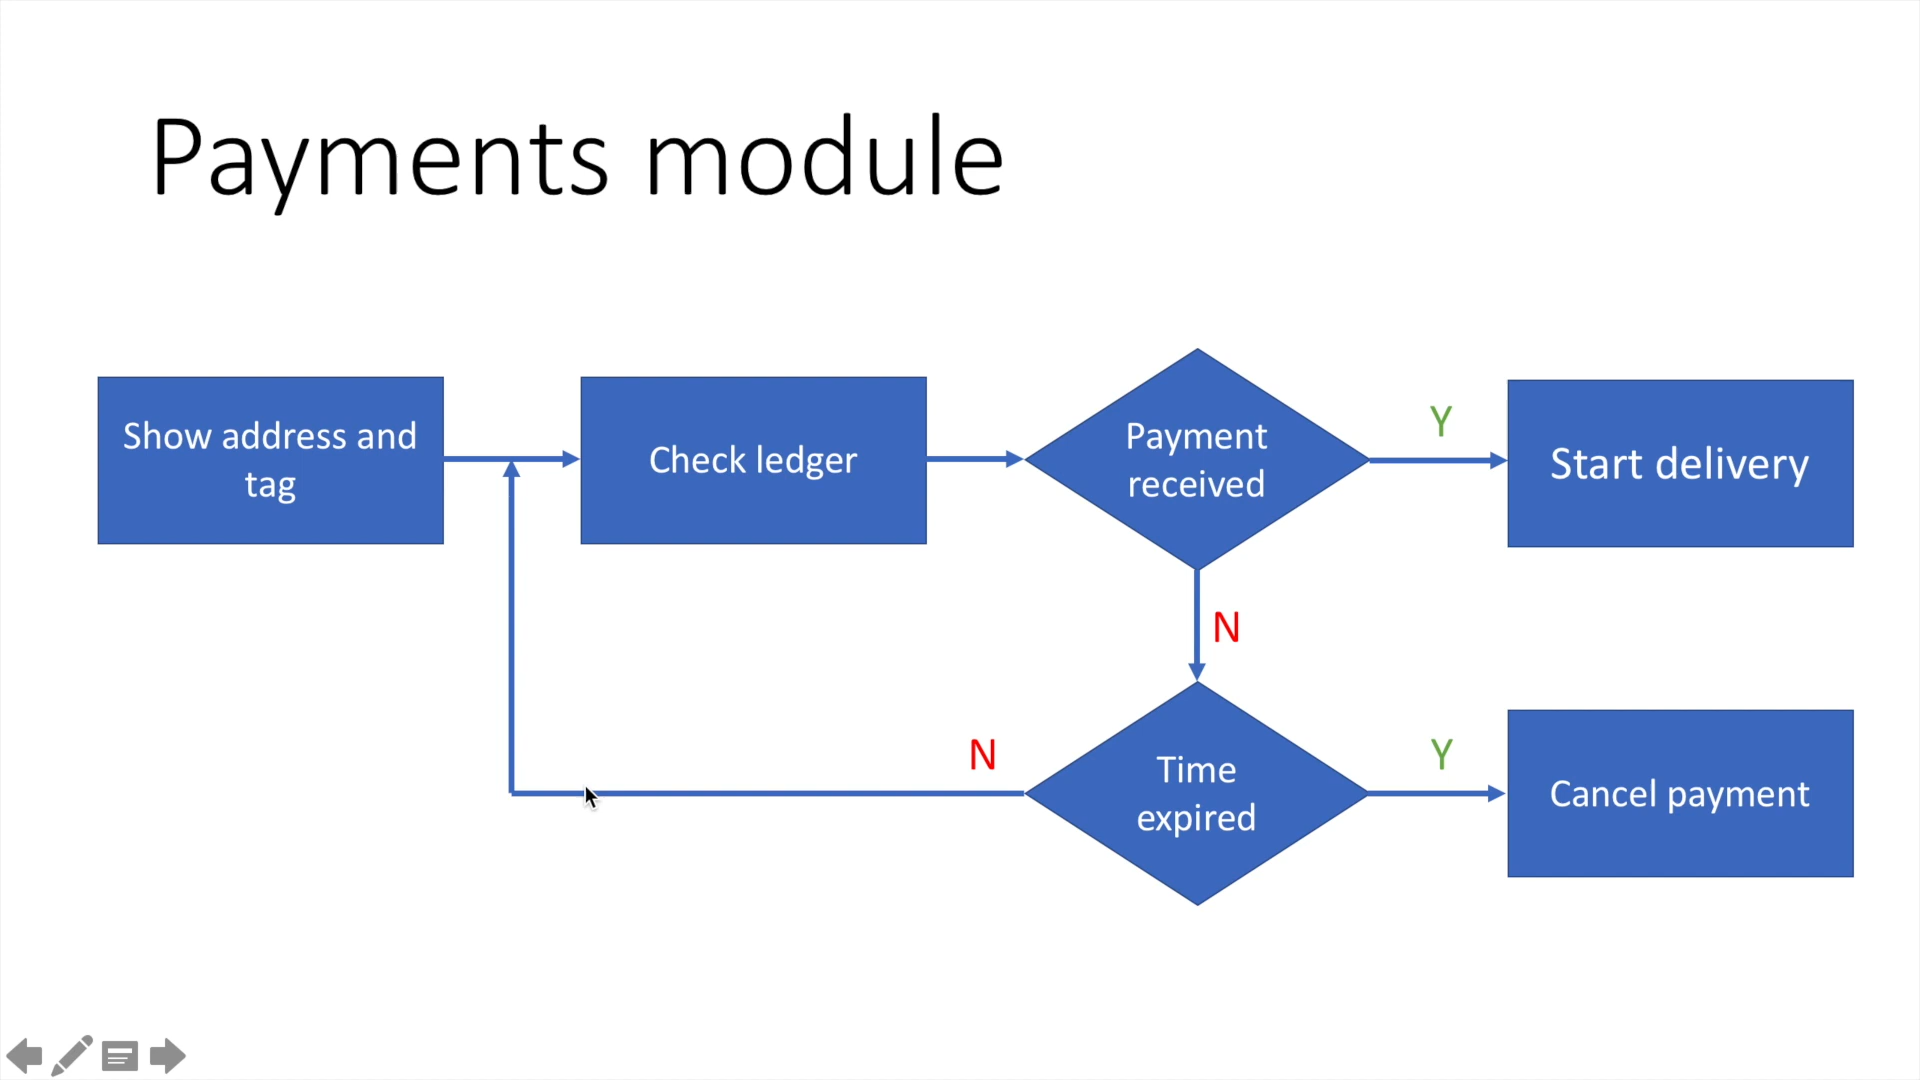 Payments module
Show address and
tag
Check ledger
Payment
received
Y
Start delivery
N
Time
expired
N
Y
Cancel payment